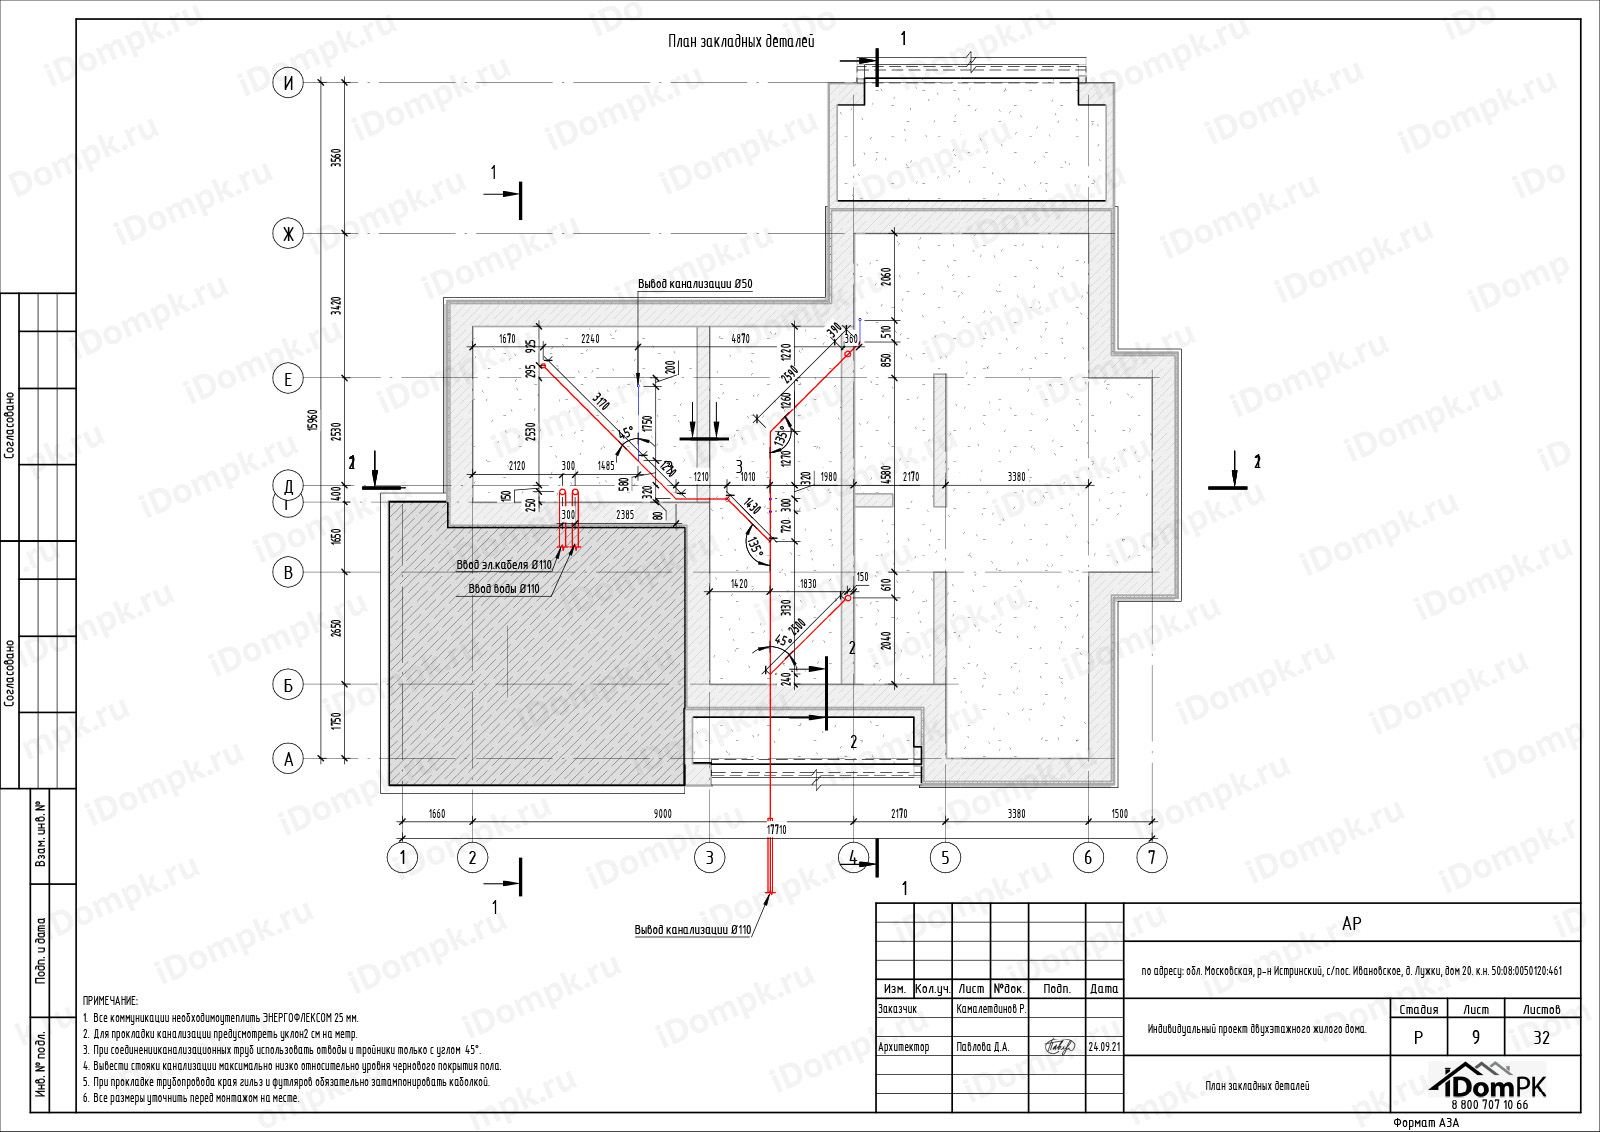 План закладных деталей
1
И
3560
1
Ж
3420
15960
Вывод канализации Ø50
2060
510
850
390
360
1670
2240
4870
1220
925
295
200
2590
1260
Е
3170
1750
2530
2530
45°
135°
1270
1260
3
2120
300
1485
1210
1010
320
1980
4580
2170
3380
Д
Г
400
150
250
580
320
80
1430
300
720
300
2385
135°
1650
Ввод эл.кабеля Ø110
Ввод воды Ø110
В
1420
1830
150
610
3130
2500
45°
2040
2650
2
Б
240
1750
2
А
1660
9000
2170
3380
1500
17710
1
2
3
4
5
6
7
1
1
Вывод канализации Ø110
Согласовано
Согласовано
Взам. инв. №
Подп. и дата
Инв. № подл.
ПРИМЕЧАНИЕ:
1. Все коммуникации необходимоутеплить ЭНЕРГОФЛЕКСОМ 25 мм.
2. Для прокладки канализации предусмотреть уклон2 см на метр.
3. При соединенииканализационных труб использовать отводы и тройники только с углом 45°.
4. Вывести стояки канализации максимально низко относительно уровня чернового покрытия пола.
5. При прокладке трубопровода края гильз и футляров обязательно затампонировать каболкой.
6. Все размеры уточнить перед монтажом на месте.
АР
по адресу: обл. Московская, р-н Истринский, с/пос. Ивановское, д. Лужки, дом 20. к.н. 50:08:0050120:461
Изм. Кол.уч. Лист №док. Подп. Дата
Заказчик Камалетдинов Р.
Архитектор Павлова Д.А. 24.09.21
Индивидуальный проект двухэтажного жилого дома.
Стадия Лист Листов
Р 9 32
План закладных деталей
iDomPK
8 800 707 10 66
Формат А3А
iDompk.ru